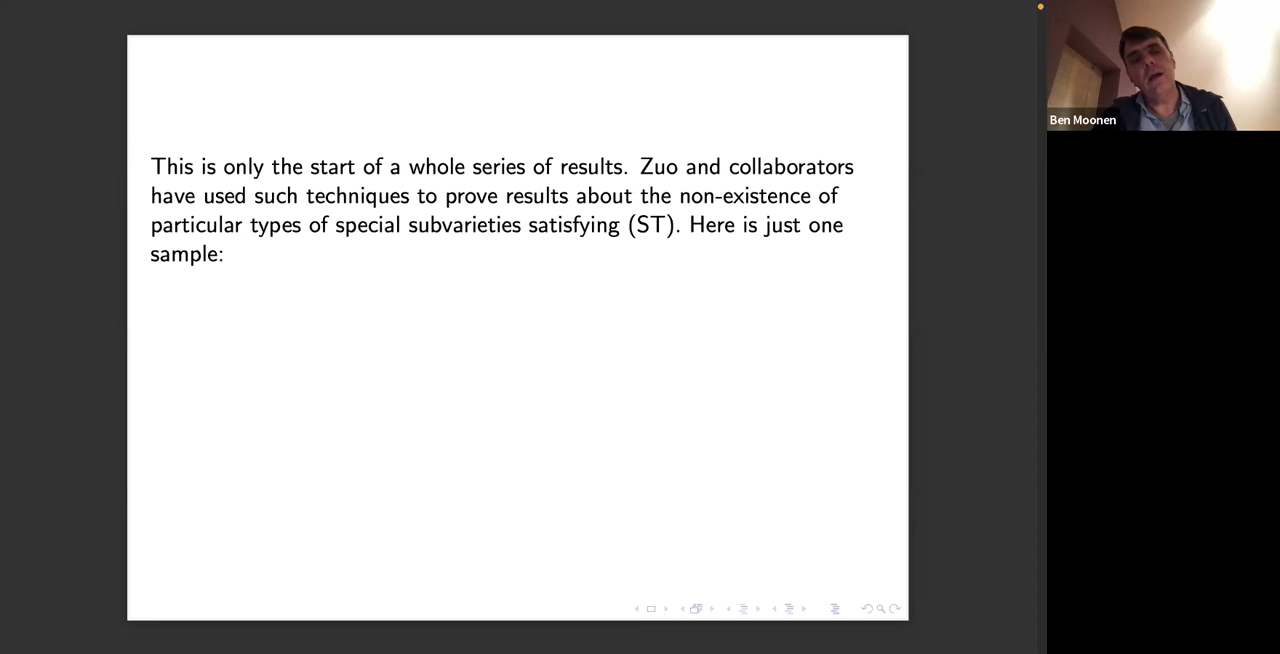 This is only the start of a whole series of results. Zuo and collaborators
have used such techniques to prove results about the non-existence of
particular types of special subvarieties satisfying (ST). Here is just one
sample:
Ben Moonen